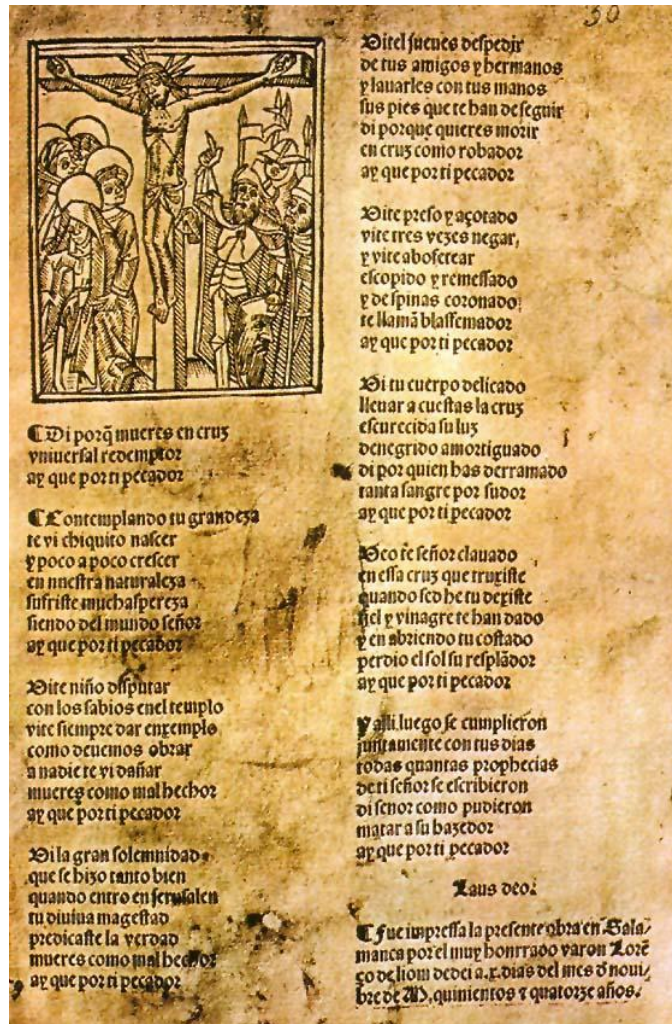 30
¶ Di porq̃ mueres en cruz
vniuersal redemptor
ay que por ti pecador
¶ Contemplando tu grandeza
te vi chiquito nascer
y poco a poco crescer
en nuestra naturaleza
sufriste muchaspereza
siendo del mundo señor
ay que por ti pecador
Vite niño disputar
con los sabios enel templo
vite siempre dar enxemplo
como deuemos obrar
a nadie te vi dañar
mueres como mal hechor
ay que por ti pecador
Vi la gran solemnidad
que se hizo tanto bien
quando entro en jerusalen
tu diuina magestad
predicaste la verdad
mueres como mal hechor
ay que por ti pecador
Vitel jueues despedir
de tus amigos y hermanos
y lauarles con tus manos
sus pies que te han de seguir
di porque quieres morir
en cruz como robador
ay que por ti pecador
Vite preso y açotado
vite tres vezes negar,
y vite abofetear
escopido y remessado
y de spinas coronado
te llamã blassemador
ay que por ti pecador
Vi tu cuerpo delicado
lleuar a cuestas la cruz
escurecida su luz
denegrido amortiguado
di por quien has derramado
tanta sangre por sudor
ay que por ti pecador
Veo te señor clauado
en essa cruz que truxiste
quando sed he tu dexiste
hiel y vinagre te han dado
y en abriendo tu costado
perdio el sol su resplãdor
ay que por ti pecador
y assi luego se cumplieron
juntamente con tus dias
todas quantas prophecias
de ti señor se escribieron
di senor como pudieron
matar a su hazedor
ay que por ti pecador
Laus deo.
¶ Fue impressa la presente obra en Sala/
manca por el muy honrrado varon Lorẽ
ço de liom dedei a .x. dias del mes d̕ noui/
bre de M, quinientos ⁊ quatorze años.